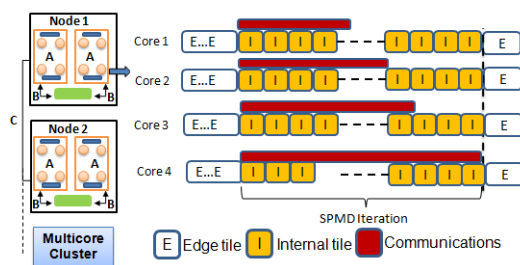 Node 1
A A
B B
C
Node 2
A A
B B
Multicore
Cluster
Core 1 E...E I I I I I I I I E
Core 2 E...E I I I I I I I I E
Core 3 E...E I I I I I I I I E
Core 4 E...E I I I I I I I E
SPMD Iteration
E Edge tile I Internal tile Communications